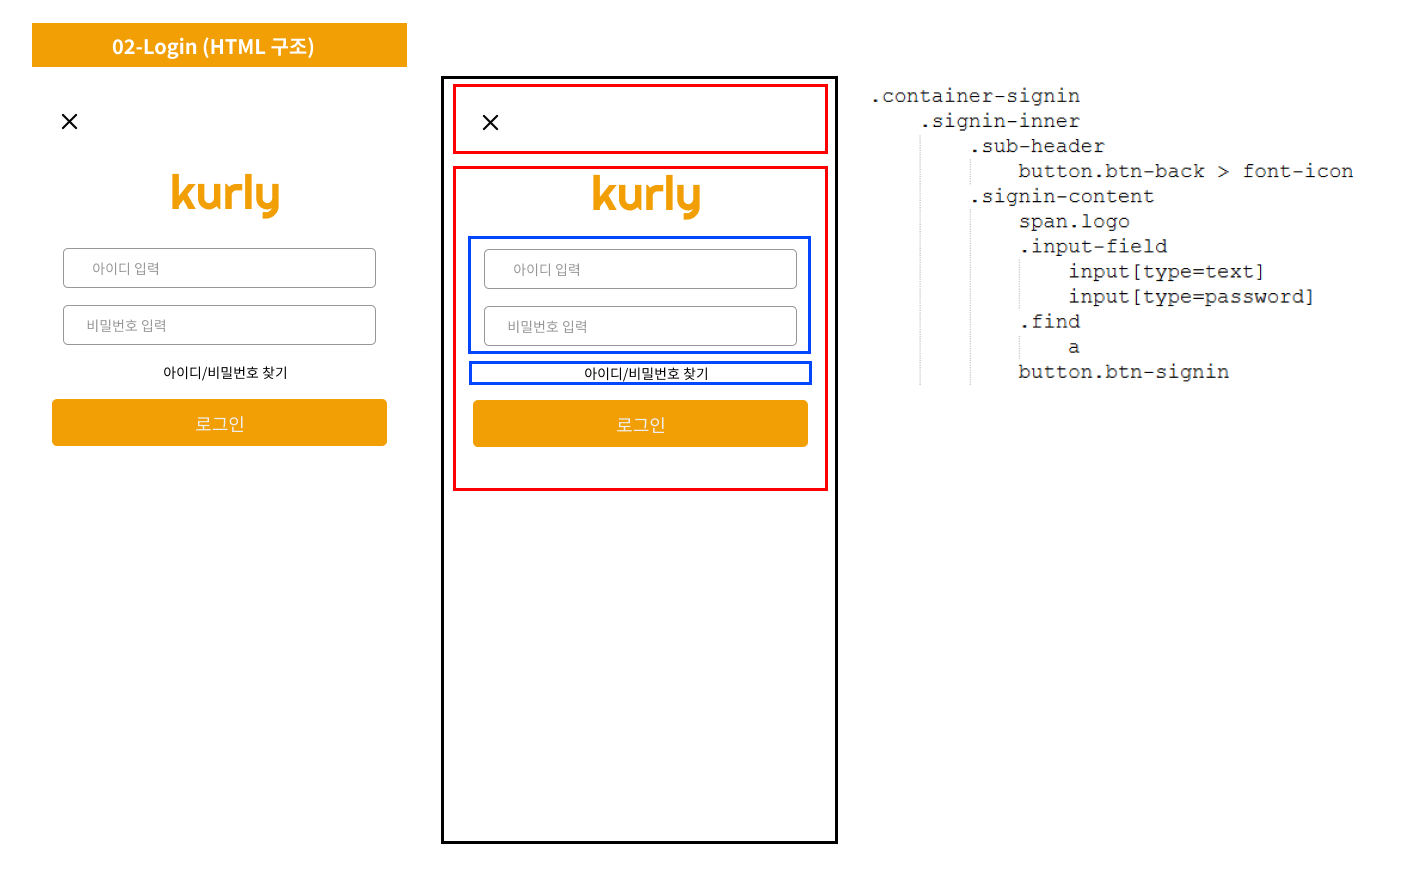 02-Login (HTML 구조)
kurly
아이디 입력
비밀번호 입력
아이디/비밀번호 찾기
로그인
kurly
아이디 입력
비밀번호 입력
아이디/비밀번호 찾기
로그인
.container-signin
.signin-inner
.sub-header
button.btn-back > font-icon
.signin-content
span.logo
.input-field
input[type=text]
input[type=password]
.find
a
button.btn-signin